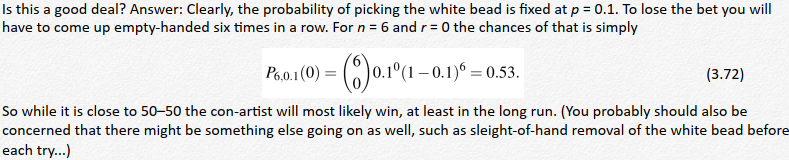 Is this a good deal? Answer: Clearly, the probability of picking the white bead is fixed at p = 0.1. To lose the bet you will
have to come up empty-handed six times in a row. For n = 6 and r = 0 the chances of that is simply
P6,0.1(0) = (6 0) 0.1^0 (1 – 0.1)^6 = 0.53. (3.72)
So while it is close to 50–50 the con-artist will most likely win, at least in the long run. (You probably should also be
concerned that there might be something else going on as well, such as sleight-of-hand removal of the white bead before
each try...)